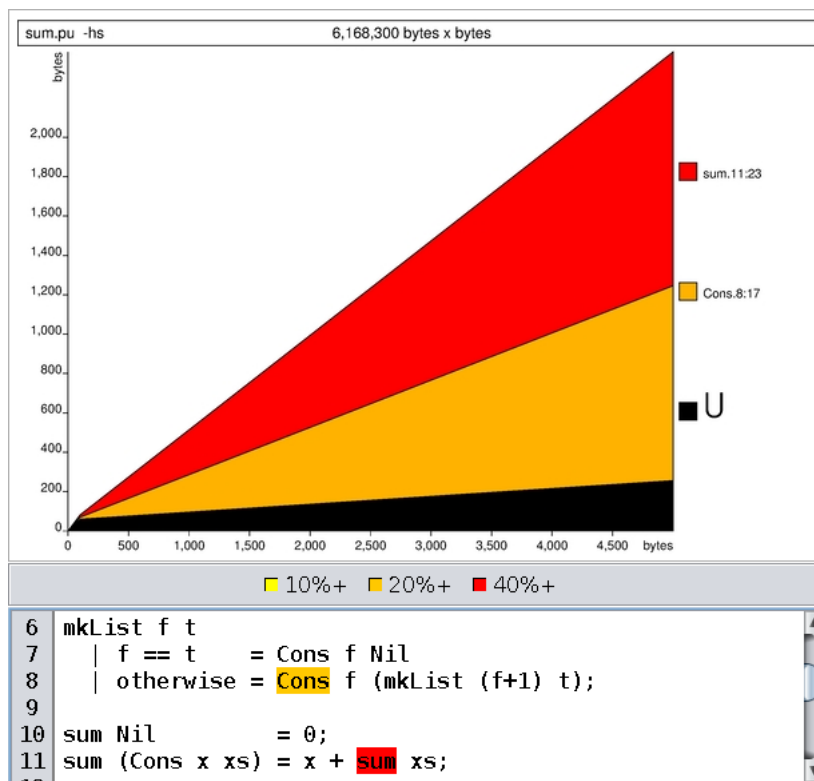 sum.pu -hs 6,168,300 bytes x bytes
bytes
2,000
1,800
1,600
1,400
1,200
1,000
800
600
400
200
0
sum.11:23
Cons.8:17
U
0 500 1,000 1,500 2,000 2,500 3,000 3,500 4,000 4,500 bytes
10%+ 20%+ 40%+
6 mkList f t
7 | f == t = Cons f Nil
8 | otherwise = Cons f (mkList (f+1) t);
9
10 sum Nil = 0;
11 sum (Cons x xs) = x + sum xs;